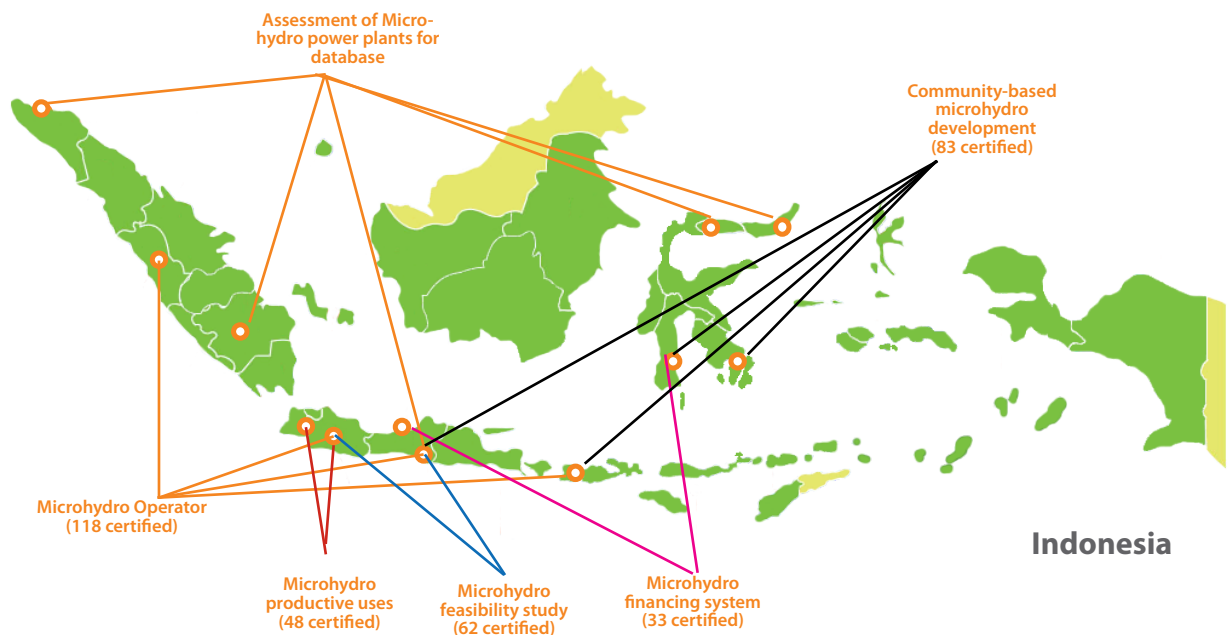 Assessment of Micro-
hydro power plants for
database
Community-based
microhydro
development
(83 certified)
Microhydro Operator
(118 certified)
Indonesia
Microhydro
productive uses
(48 certified)
Microhydro
feasibility study
(62 certified)
Microhydro
financing system
(33 certified)